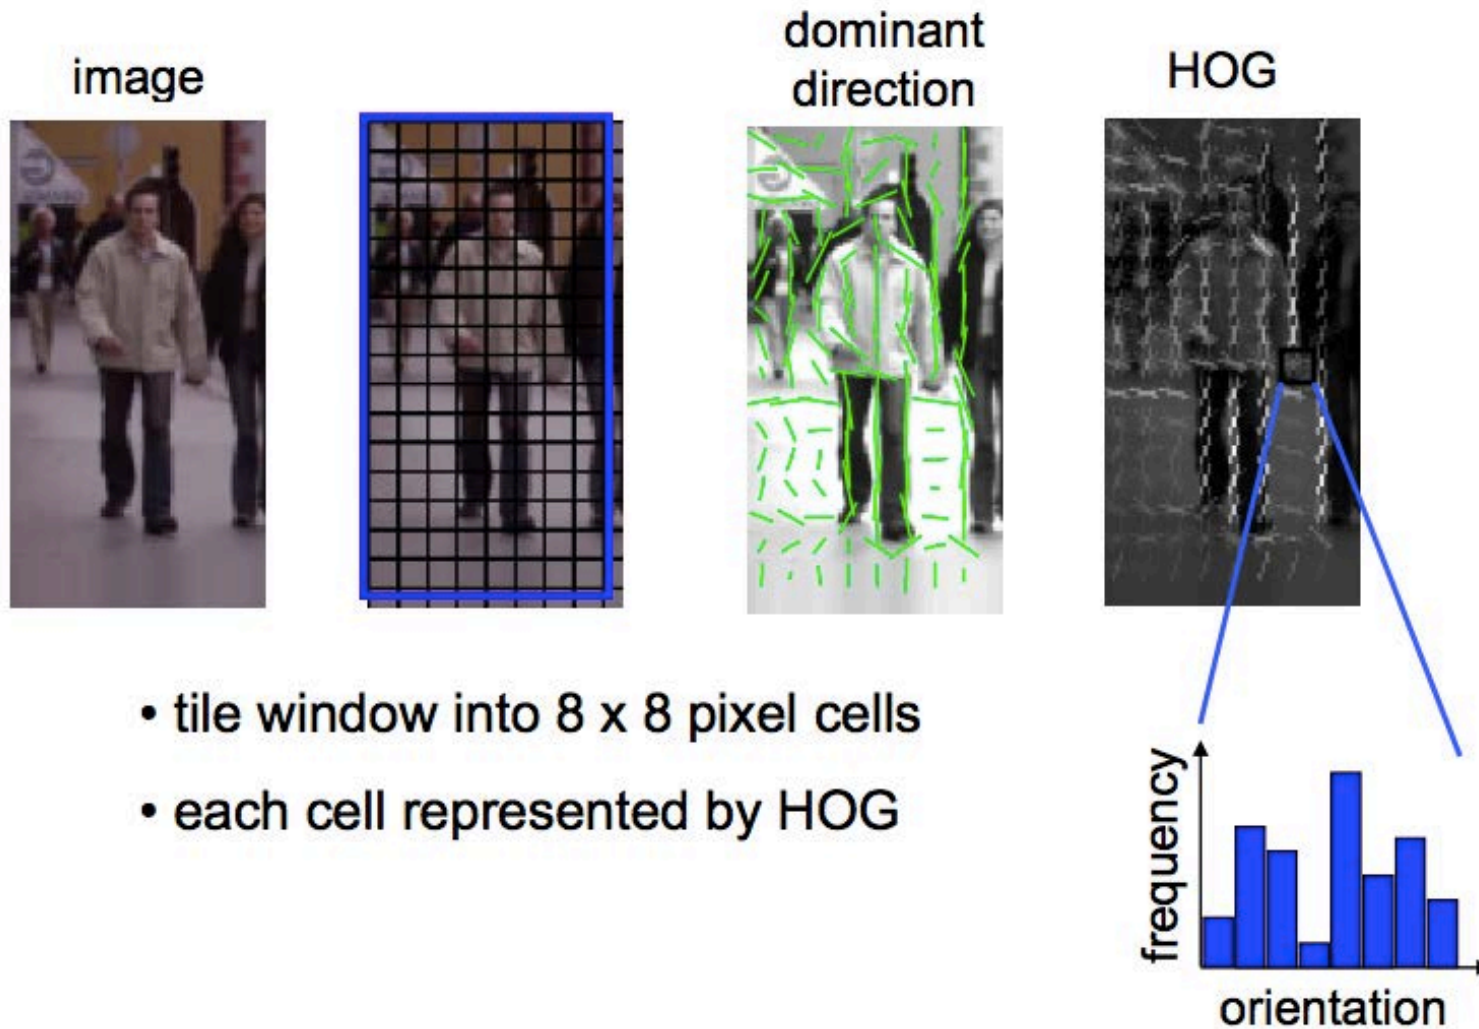 image
dominant
direction
HOG
• tile window into 8 x 8 pixel cells
• each cell represented by HOG
frequency
orientation